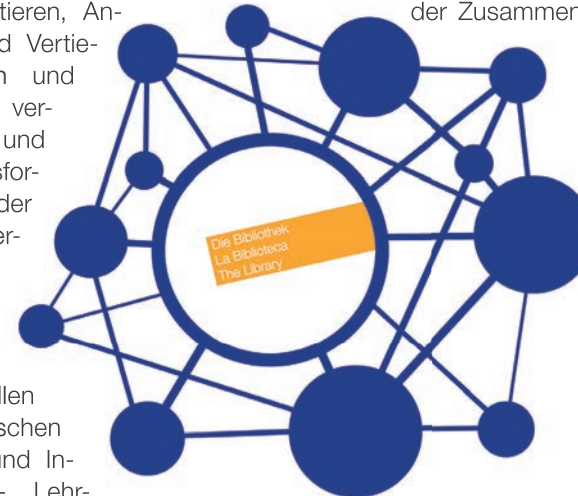 tieren, An-
d Vertie-
n und
ver-
und
sfor-
der
er-
der Zusammen
Die Bibliothek
La Biblioteca
The Library
llen
schen
und In-
- Lehr-